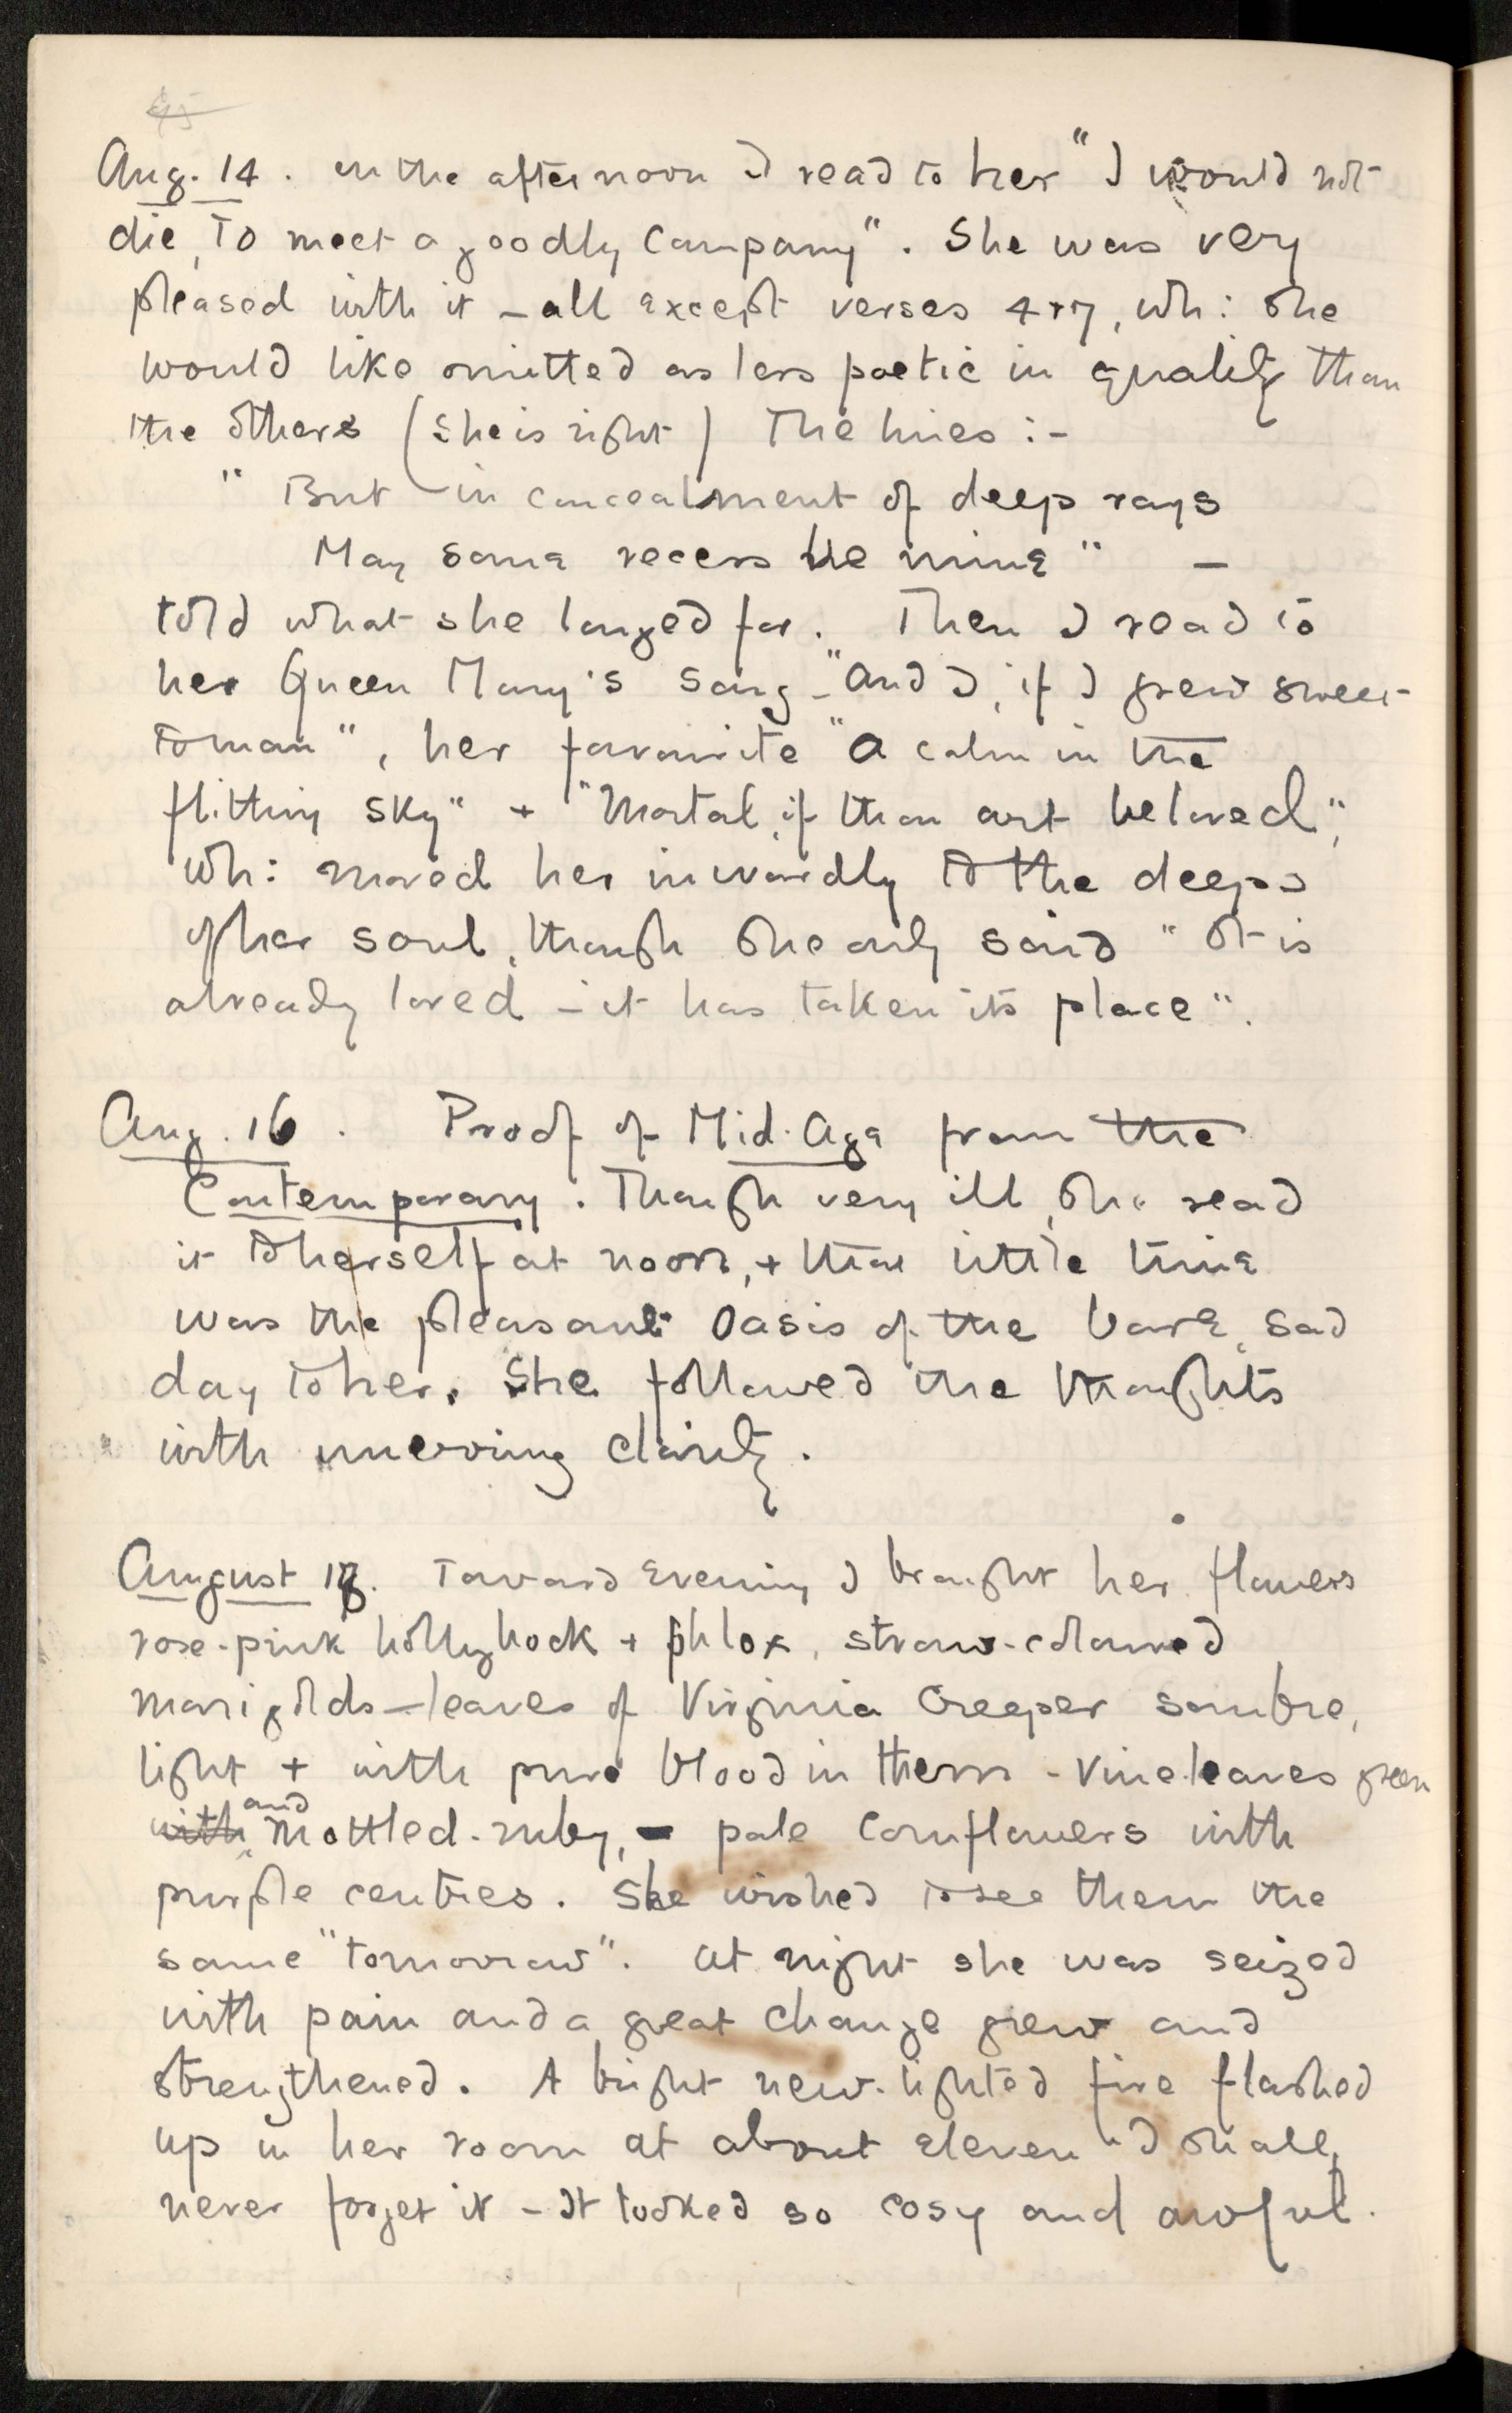 Aug. 14. In the afternoon I read to her "I would not
die, to meet a goodly company". She was very
pleased with it – all except verses 4 + 7, wh: she
would like omitted as less poetic in quality than
the others (she is right) The lines :-
" But in concealment of deep rays
May some recess be mine " –
told what she longed for. Then I read to
her Queen Mary's Song – "And I, if I grew sweet
to man", her favourite "A calm in the
flitting sky" + "Mortal, if thou art beloved",
wh: moved her inwardly to the deeps
of her soul, though she only said "It is
already loved – it has taken its place".
Aug. 16. Proof of Mid-Age from the
Contemporary. Though very ill, she read
it to herself at noon, + that little time
was the pleasant oasis of the bare, sad
day to her. She followed the thoughts
with unerring clarity.
August 18. Toward evening I brought her flowers
rose-pink hollyhock + phlox, straw-coloured
marigolds – leaves of Virginia Creeper sombre,
light + with pure blood in them – vine-leaves green
with and mottled-ruby, – pale cornflowers with
purple centres. She wished to see them the
same "tomorrow". At night she was seized
with pain and a great change grew and
strengthened. A bright new-lighted fire flashed
up in her room at about eleven – I shall
never forget it – It looked so cosy and awful.